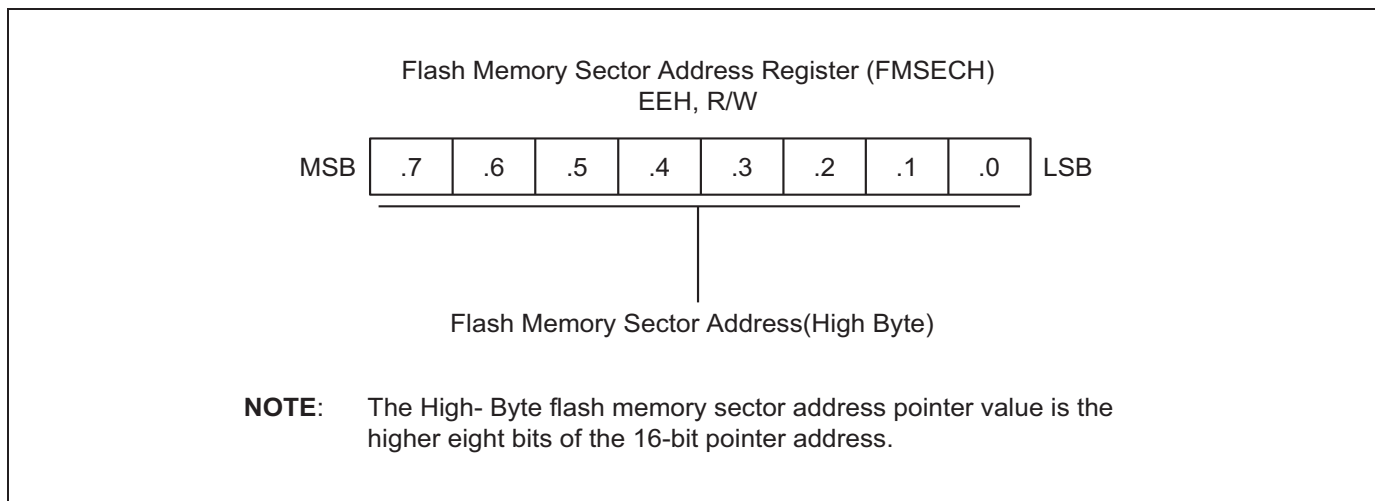 Flash Memory Sector Address Register (FMSECH)
EEH, R/W
MSB .7 .6 .5 .4 .3 .2 .1 .0 LSB
Flash Memory Sector Address(High Byte)
NOTE: The High- Byte flash memory sector address pointer value is the
higher eight bits of the 16-bit pointer address.